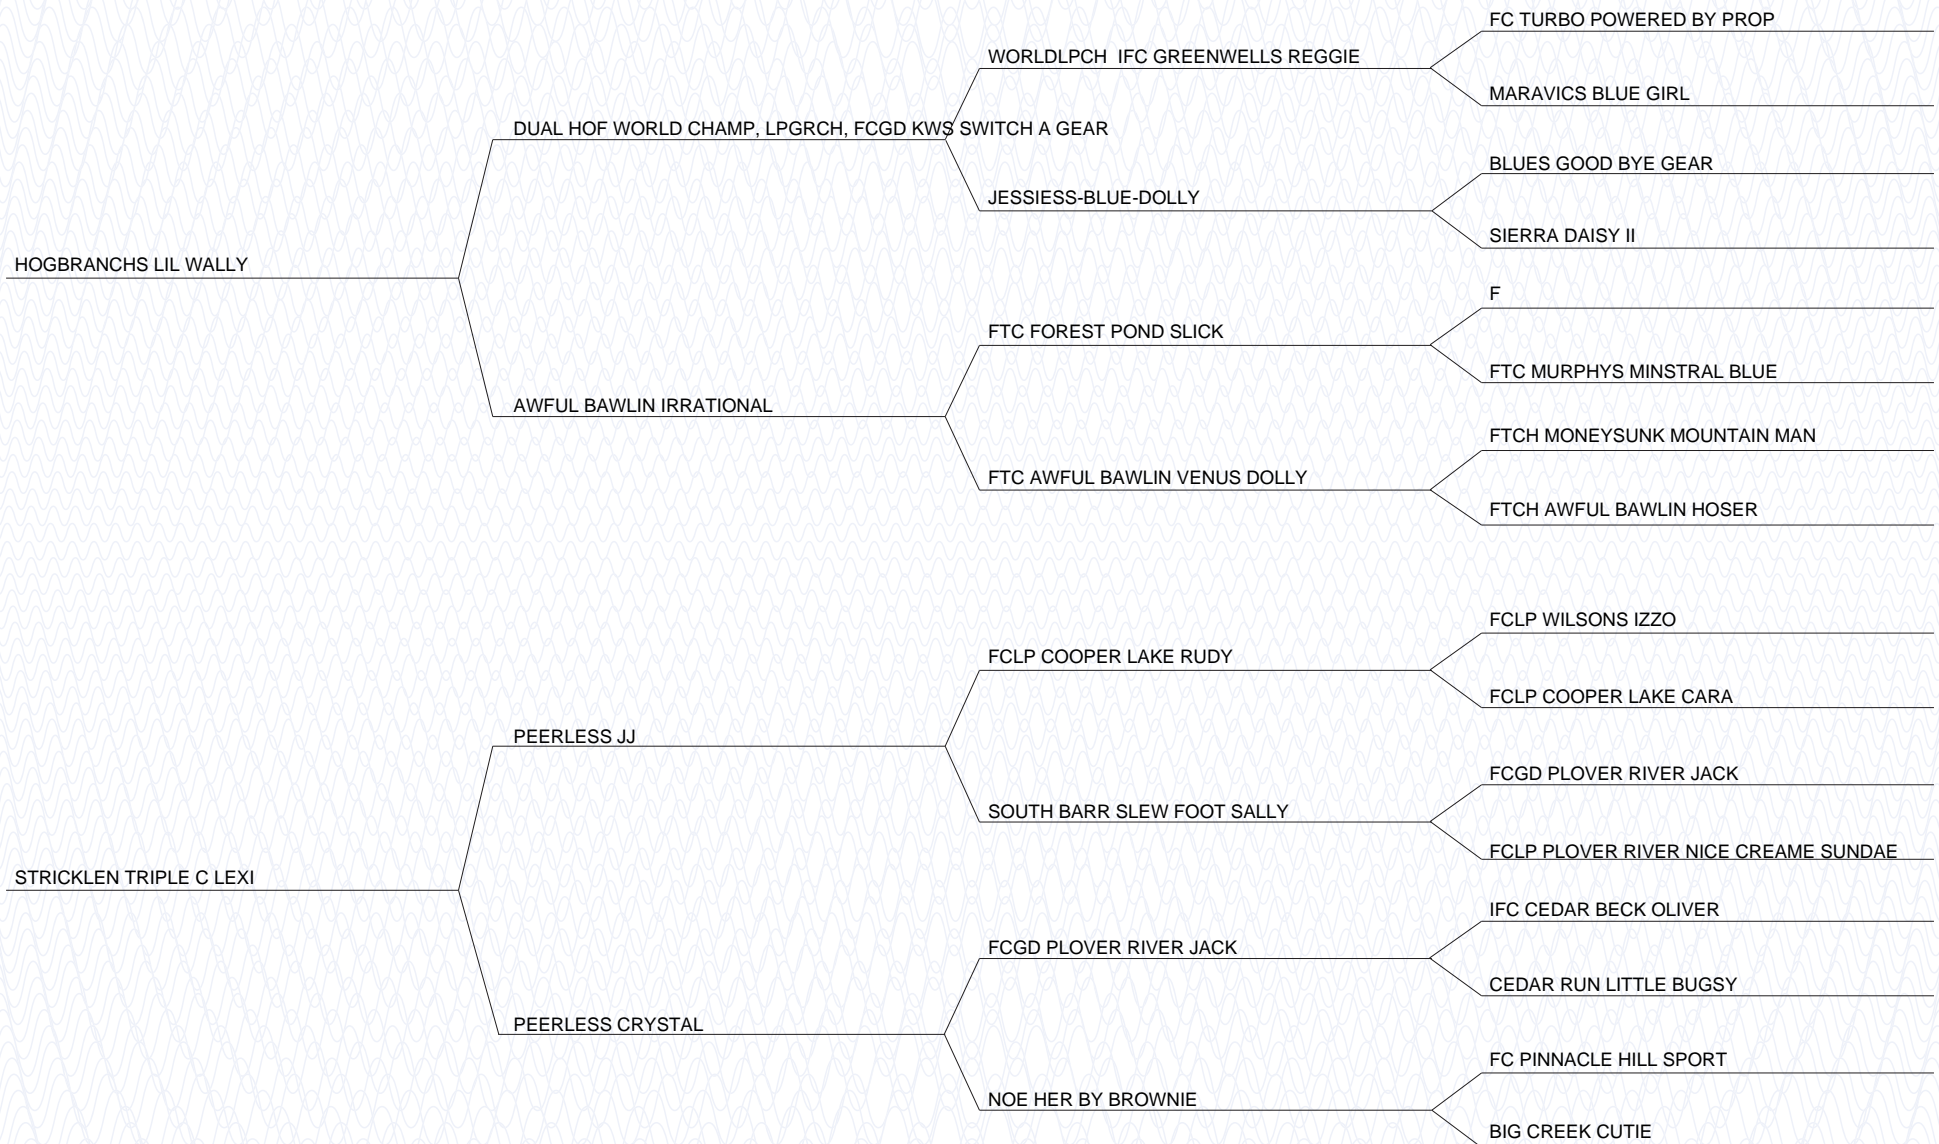 FC TURBO POWERED BY PROP
WORLDLPCH  IFC GREENWELLS REGGIE
MARAVICS BLUE GIRL
DUAL HOF WORLD CHAMP, LPGRCH, FCGD KWS SWITCH A GEAR
BLUES GOOD BYE GEAR
JESSIESS-BLUE-DOLLY
SIERRA DAISY II
HOGBRANCHS LIL WALLY
F
FTC FOREST POND SLICK
FTC MURPHYS MINSTRAL BLUE
AWFUL BAWLIN IRRATIONAL
FTCH MONEYSUNK MOUNTAIN MAN
FTC AWFUL BAWLIN VENUS DOLLY
FTCH AWFUL BAWLIN HOSER
FCLP WILSONS IZZO
FCLP COOPER LAKE RUDY
FCLP COOPER LAKE CARA
PEERLESS JJ
FCGD PLOVER RIVER JACK
SOUTH BARR SLEW FOOT SALLY
FCLP PLOVER RIVER NICE CREAME SUNDAE
STRICKLEN TRIPLE C LEXI
IFC CEDAR BECK OLIVER
FCGD PLOVER RIVER JACK
CEDAR RUN LITTLE BUGSY
PEERLESS CRYSTAL
FC PINNACLE HILL SPORT
NOE HER BY BROWNIE
BIG CREEK CUTIE